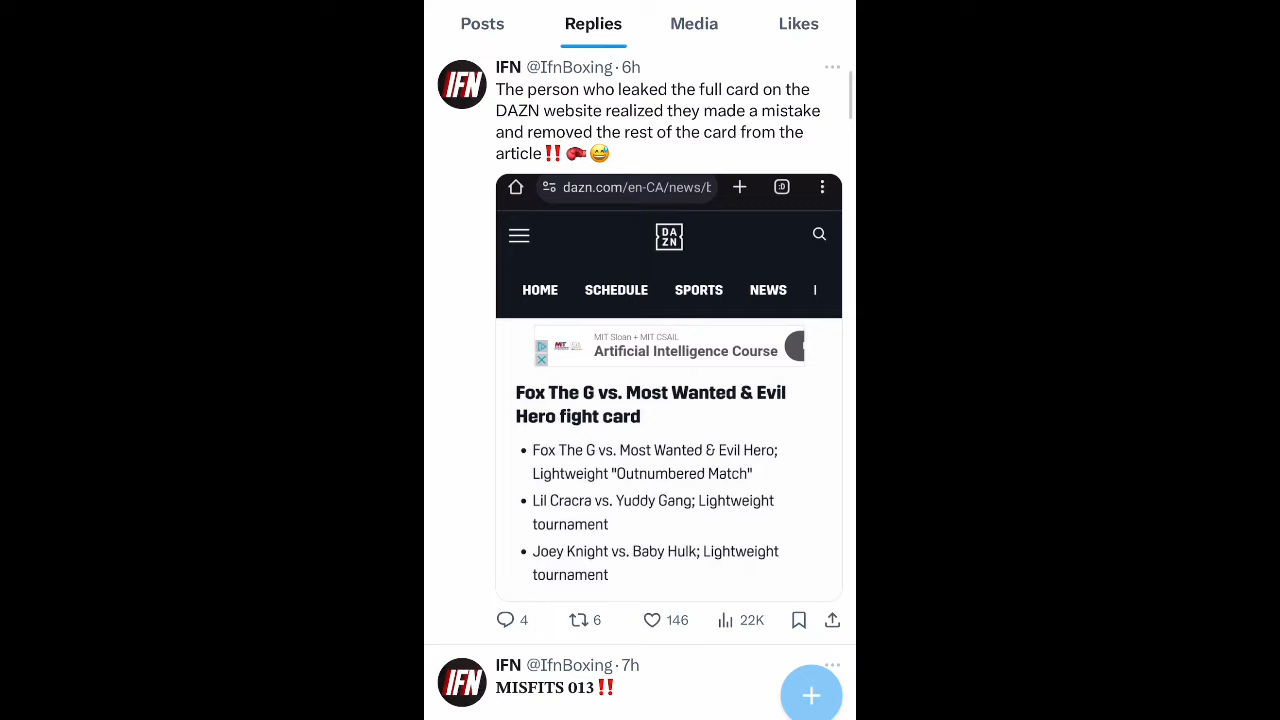 Posts Replies Media Likes
IFN @IfnBoxing · 6h
The person who leaked the full card on the
DAZN website realized they made a mistake
and removed the rest of the card from the
article‼️🥊😅
dazn.com/en-CA/news/b
DA
ZN
HOME SCHEDULE SPORTS NEWS
MIT Sloan + MIT CSAIL
Artificial Intelligence Course
Fox The G vs. Most Wanted & Evil
Hero fight card
• Fox The G vs. Most Wanted & Evil Hero;
Lightweight "Outnumbered Match"
• Lil Cracra vs. Yuddy Gang; Lightweight
tournament
• Joey Knight vs. Baby Hulk; Lightweight
tournament
4 6 146 22K
IFN @IfnBoxing · 7h
MISFITS 013‼️